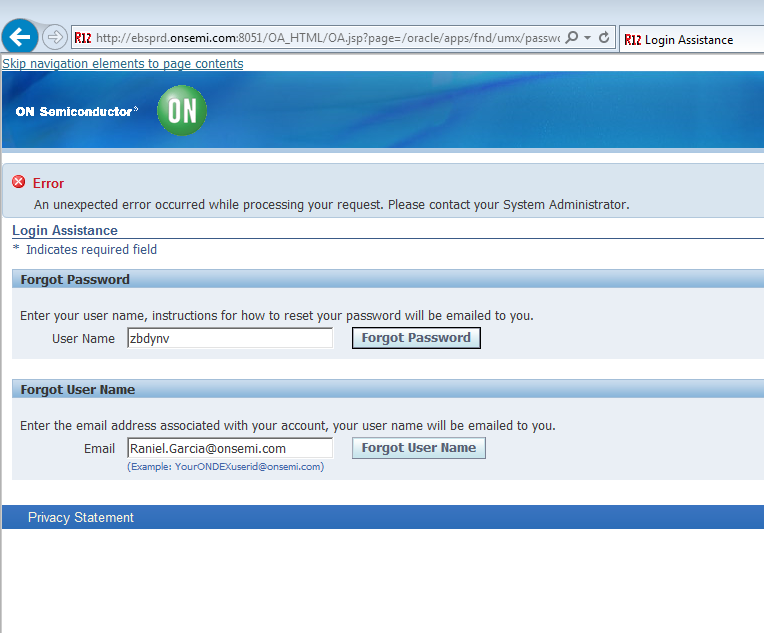 R12 http://ebsprd.onsemi.com:8051/OA_HTML/OA.jsp?page=/oracle/apps/fnd/umx/passwo
R12 Login Assistance
Skip navigation elements to page contents
ON Semiconductor®
ON
Error
An unexpected error occurred while processing your request. Please contact your System Administrator.
Login Assistance
* Indicates required field
Forgot Password
Enter your user name, instructions for how to reset your password will be emailed to you.
User Name zbdynv Forgot Password
Forgot User Name
Enter the email address associated with your account, your user name will be emailed to you.
Email Raniel.Garcia@onsemi.com Forgot User Name
(Example: YourONDEXuserid@onsemi.com)
Privacy Statement